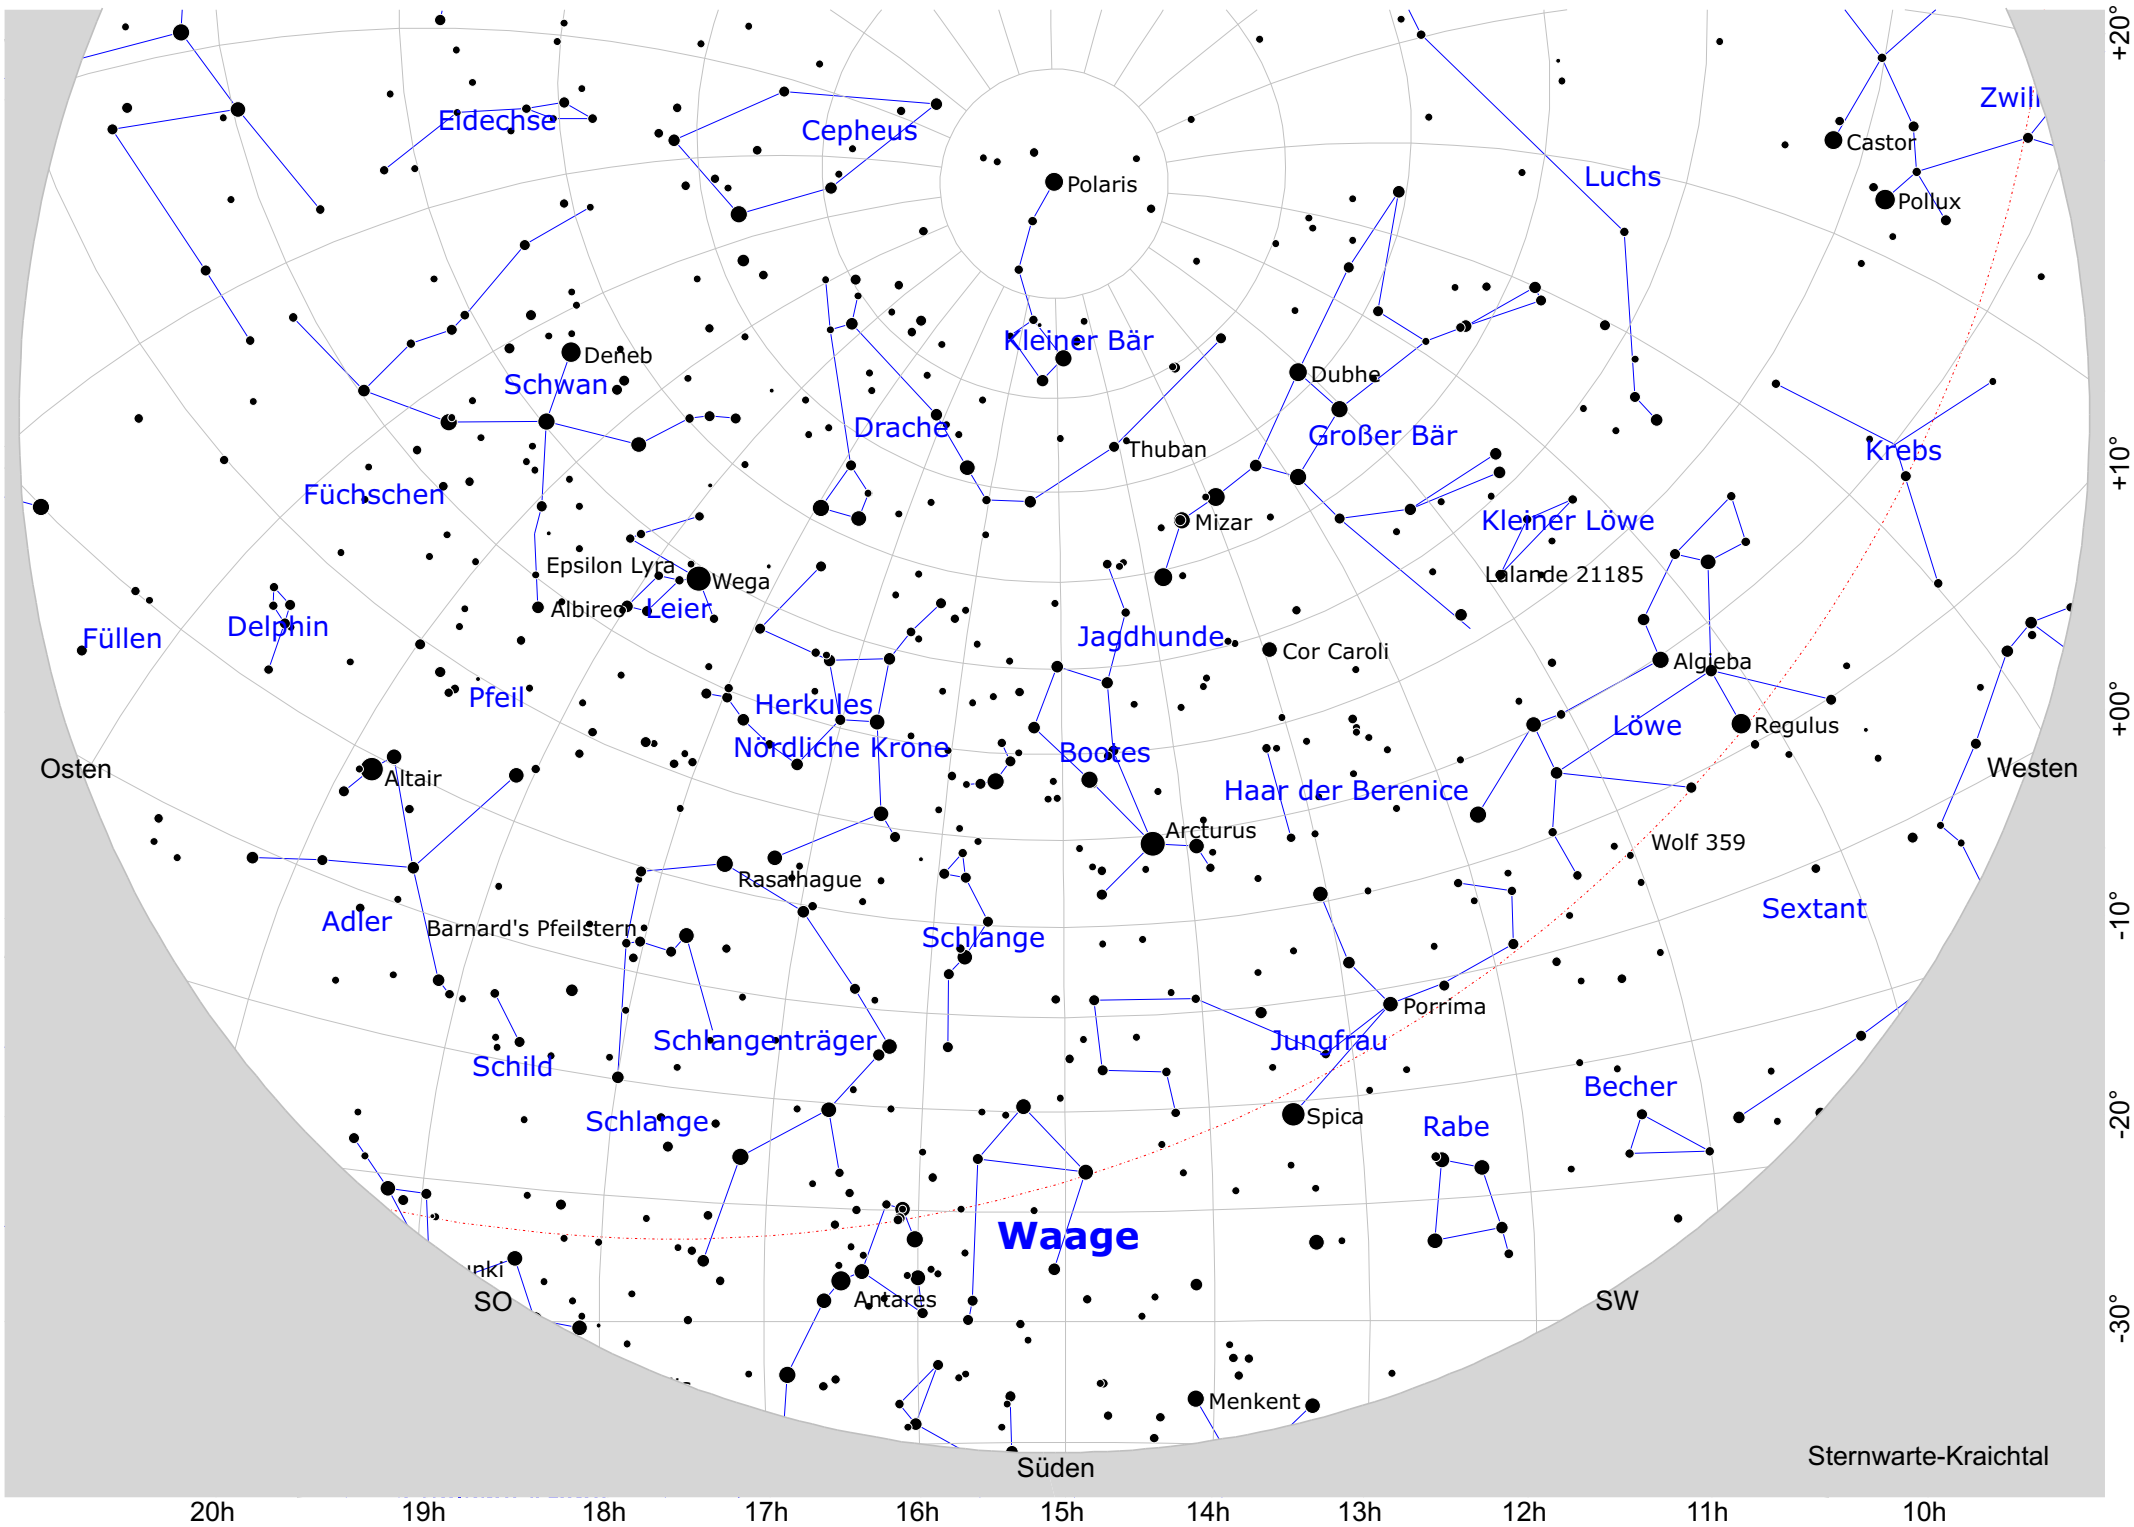 +20°
Zwill
Eidechse
Cepheus
Castor
Luchs
Polaris
Pollux
Kleiner Bär
Deneb
Schwan
Dubhe
Drache
Großer Bär
Thuban
Krebs
+10°
Füchschen
Mizar
Kleiner Löwe
Epsilon Lyra
Wega
Lalande 21185
Albireo
Leier
Delphin
Füllen
Jagdhunde
Cor Caroli
Algieba
Pfeil
Herkules
+00°
Regulus
Löwe
Nördliche Krone
Bootes
Osten
Altair
Westen
Haar der Berenice
Arcturus
Wolf 359
Rasalhague
Adler
Barnard's Pfeilstern
Schlange
Sextant
-10°
Porrima
Schlangenträger
Jungfrau
Schild
Becher
Schlange
Spica
Rabe
-20°
Waage
unki
SO
Antares
SW
-30°
Menkent
Sternwarte-Kraichtal
Süden
20h 19h 18h 17h 16h 15h 14h 13h 12h 11h 10h